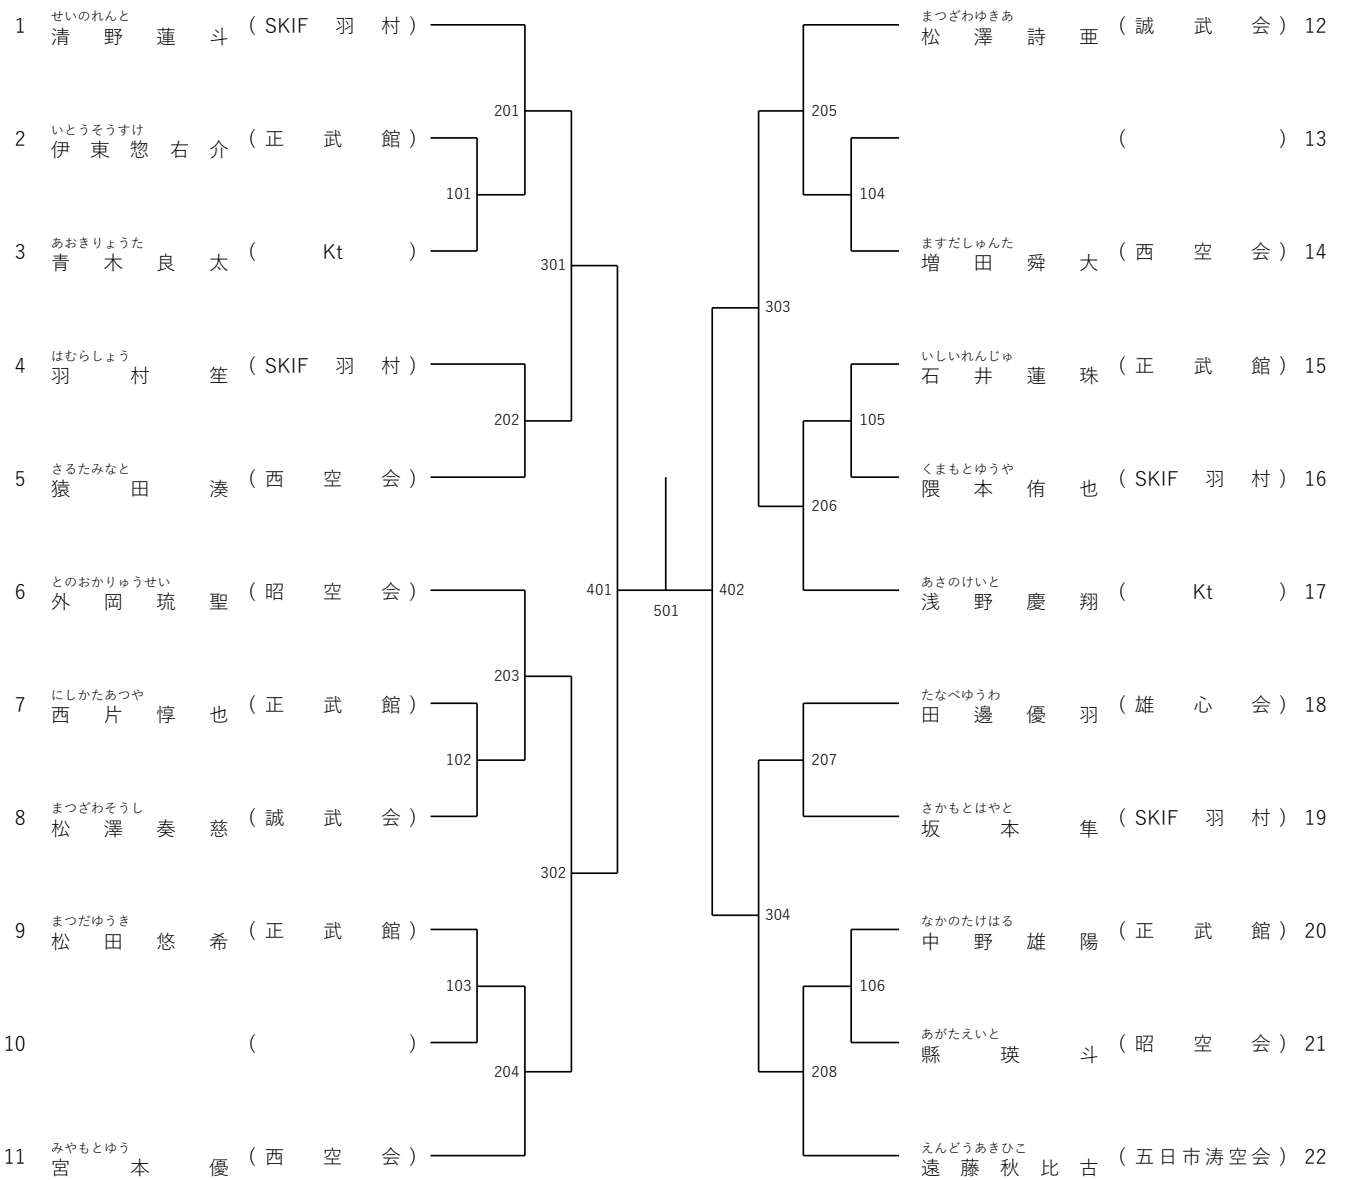 せいのれんと
1 清野蓮斗 (SKIF 羽村)
201
いとうそうすけ
2 伊東惣右介 (正武館)
101
あおきりょうた
3 青木良太 (Kt)
301
はむらしょう
4 羽村笙 (SKIF 羽村)
202
さるたみなと
5 猿田湊 (西空会)
とのおかりゅうせい
6 外岡琉聖 (昭空会)
401
501
203
にしかたあつや
7 西片惇也 (正武館)
102
まつざわそうし
8 松澤奏慈 (誠武会)
302
まつだゆうき
9 松田悠希 (正武館)
103
10 ( )
204
みやもとゆう
11 宮本優 (西空会)
まつざわゆきあ
松澤詩亜 (誠武会) 12
205
( ) 13
104
ますだしゅんた
増田舜大 (西空会) 14
303
いしいれんじゅ
石井蓮珠 (正武館) 15
105
くまもとゆうや
隈本侑也 (SKIF 羽村) 16
206
あさのけいと
浅野慶翔 (Kt) 17
402
たなべゆうわ
田邊優羽 (雄心会) 18
207
さかもとはやと
坂本隼 (SKIF 羽村) 19
304
なかのたけはる
中野雄陽 (正武館) 20
106
あがたえいと
縣瑛斗 (昭空会) 21
208
えんどうあきひこ
遠藤秋比古 (五日市涛空会) 22